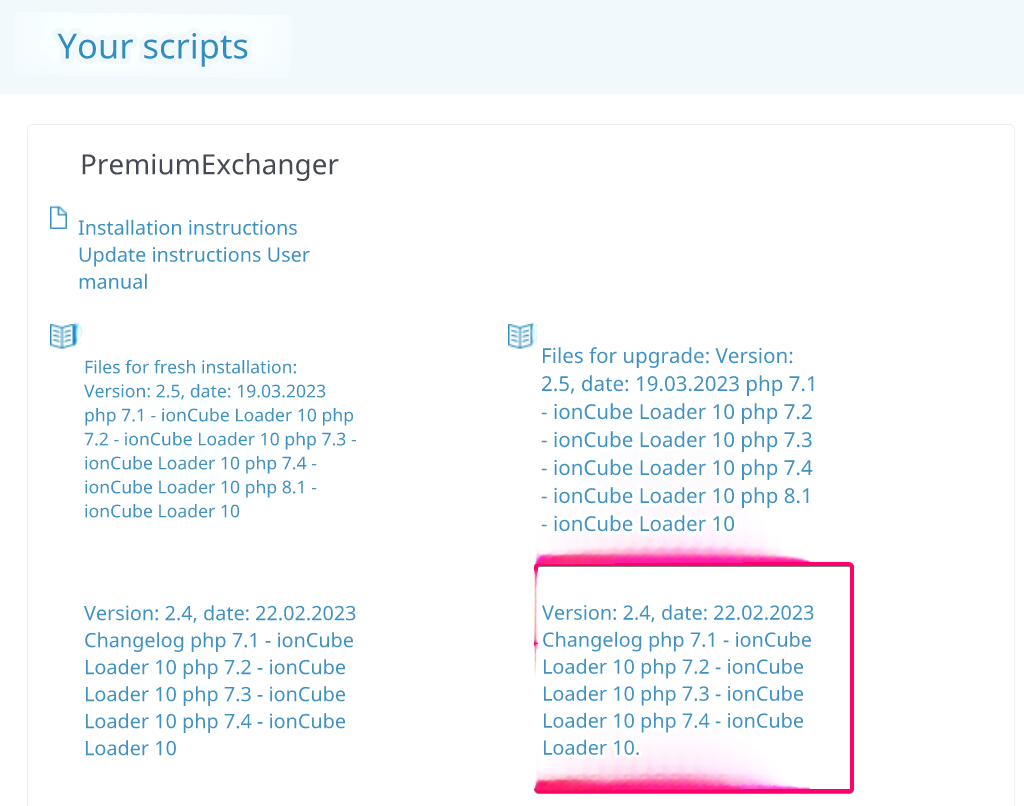 Your scripts
PremiumExchanger
Installation instructions
Update instructions User
manual
Files for fresh installation:
Version: 2.5, date: 19.03.2023
php 7.1 - ionCube Loader 10 php
7.2 - ionCube Loader 10 php 7.3 -
ionCube Loader 10 php 7.4 -
ionCube Loader 10 php 8.1 -
ionCube Loader 10
Files for upgrade: Version:
2.5, date: 19.03.2023 php 7.1
- ionCube Loader 10 php 7.2
- ionCube Loader 10 php 7.3
- ionCube Loader 10 php 7.4
- ionCube Loader 10 php 8.1
- ionCube Loader 10
Version: 2.4, date: 22.02.2023
Changelog php 7.1 - ionCube
Loader 10 php 7.2 - ionCube
Loader 10 php 7.3 - ionCube
Loader 10 php 7.4 - ionCube
Loader 10
Version: 2.4, date: 22.02.2023
Changelog php 7.1 - ionCube
Loader 10 php 7.2 - ionCube
Loader 10 php 7.3 - ionCube
Loader 10 php 7.4 - ionCube
Loader 10.